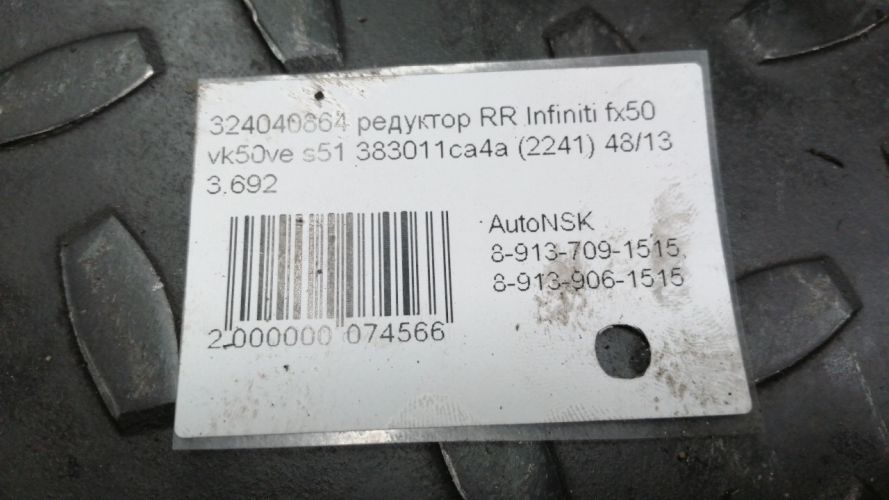 324040864 редуктор RR Infiniti fx50
vk50ve s51 383011ca4a (2241) 48/13
3.692
AutoNSK
8-913-709-1515,
8-913-906-1515
2 000000 074566